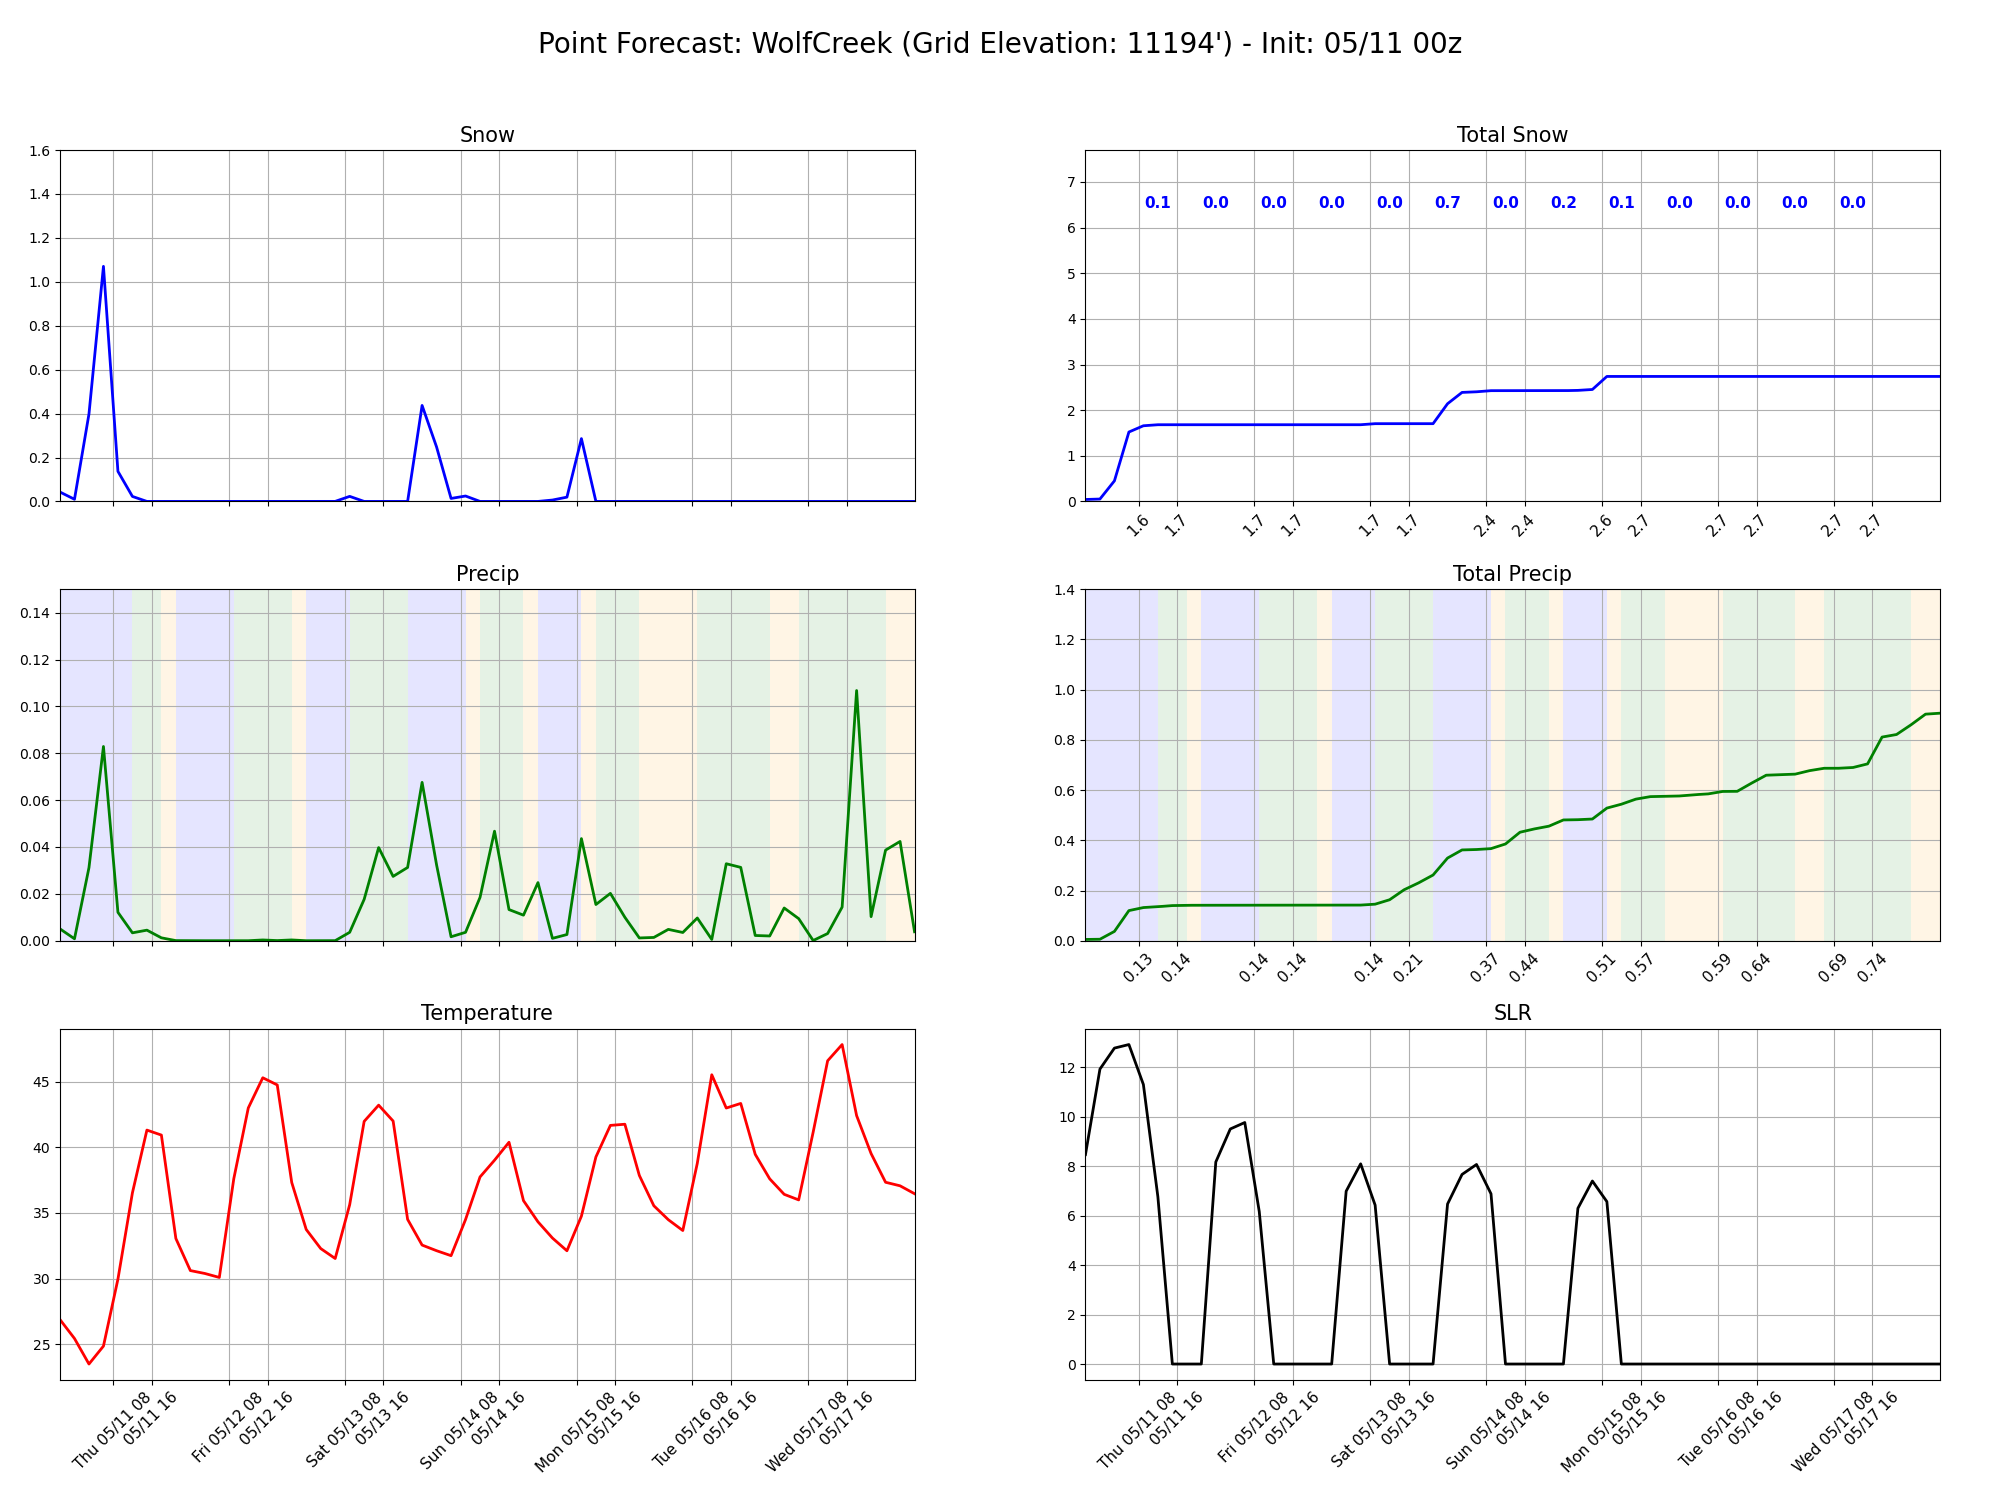 Point Forecast: WolfCreek (Grid Elevation: 11194') - Init: 05/11 00z
Snow
1.6
1.4
1.2
1.0
0.8
0.6
0.4
0.2
0.0
Total Snow
7
6
5
4
3
2
1
0
0.1 0.0 0.0 0.0 0.0 0.7 0.0 0.2 0.1 0.0 0.0 0.0 0.0
1.6 1.7 1.7 1.7 1.7 1.7 2.4 2.4 2.6 2.7 2.7 2.7 2.7 2.7
Precip
0.14
0.12
0.10
0.08
0.06
0.04
0.02
0.00
Total Precip
1.4
1.2
1.0
0.8
0.6
0.4
0.2
0.0
0.13 0.14 0.14 0.14 0.14 0.21 0.37 0.44 0.51 0.57 0.59 0.64 0.69 0.74
Temperature
45
40
35
30
25
Thu 05/11 08
05/11 16
Fri 05/12 08
05/12 16
Sat 05/13 08
05/13 16
Sun 05/14 08
05/14 16
Mon 05/15 08
05/15 16
Tue 05/16 08
05/16 16
Wed 05/17 08
05/17 16
SLR
12
10
8
6
4
2
0
Thu 05/11 08
05/11 16
Fri 05/12 08
05/12 16
Sat 05/13 08
05/13 16
Sun 05/14 08
05/14 16
Mon 05/15 08
05/15 16
Tue 05/16 08
05/16 16
Wed 05/17 08
05/17 16